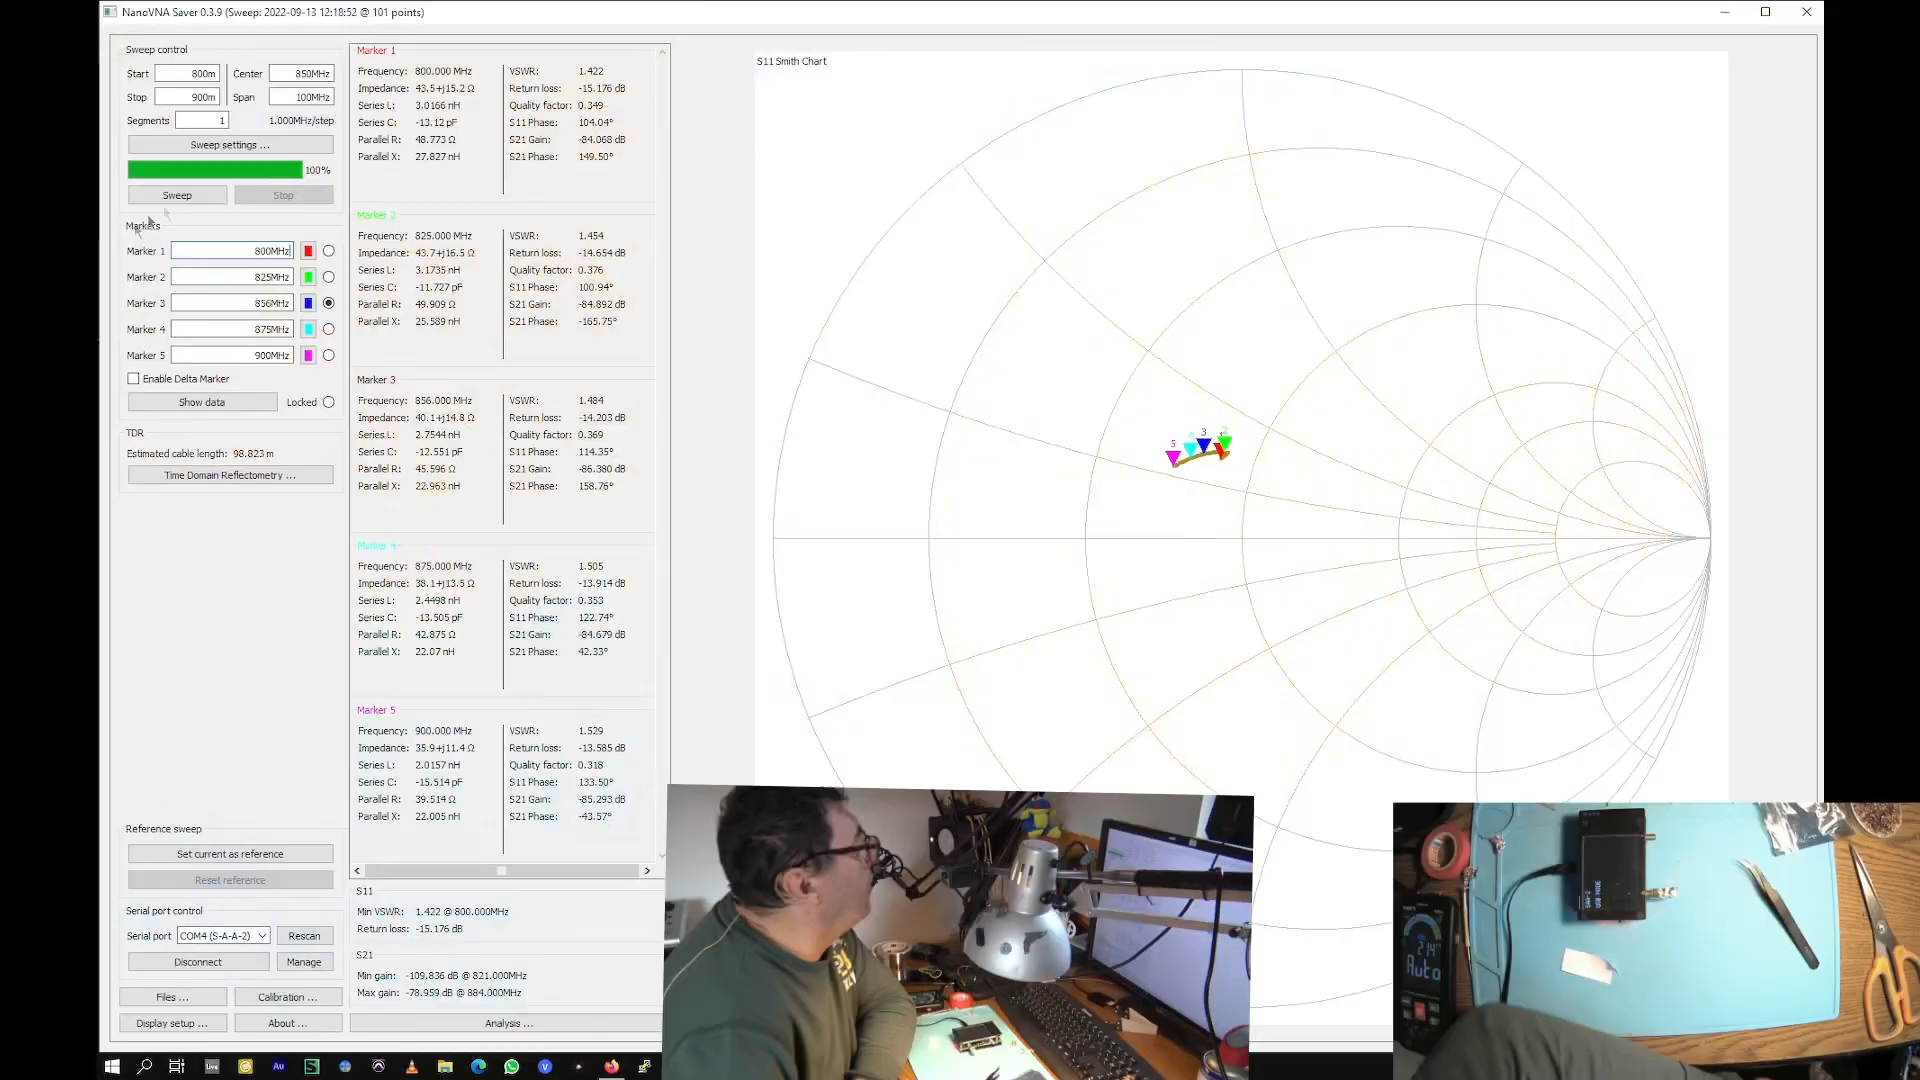 NanoVNA Saver 0.3.9 (Sweep: 2022-09-13 12:18:52 @ 101 points)
Sweep control
Start 800m Center 850MHz
Stop 900m Span 100MHz
Segments 1 1.000MHz/step
Sweep settings ...
100%
Sweep Stop
Markers
Marker 1 800MHz
Marker 2 825MHz
Marker 3 856MHz
Marker 4 875MHz
Marker 5 900MHz
Enable Delta Marker
Show data Locked
TDR
Estimated cable length: 98.823 m
Time Domain Reflectometry ...
Reference sweep
Set current as reference
Reset reference
Serial port control
Serial port COM4 (S-A-A-2) Rescan
Disconnect Manage
Files ... Calibration ...
Display setup ... About ...
Marker 1
Frequency: 800.000 MHz VSWR: 1.422
Impedance: 43.5+j15.2 Ω Return loss: -15.176 dB
Series L: 3.0166 nH Quality factor: 0.349
Series C: -13.12 pF S11 Phase: 104.04°
Parallel R: 48.773 Ω S21 Gain: -84.068 dB
Parallel X: 27.827 nH S21 Phase: 149.50°
Marker 2
Frequency: 825.000 MHz VSWR: 1.454
Impedance: 43.7+j16.5 Ω Return loss: -14.654 dB
Series L: 3.1735 nH Quality factor: 0.376
Series C: -11.727 pF S11 Phase: 100.94°
Parallel R: 49.909 Ω S21 Gain: -84.892 dB
Parallel X: 25.589 nH S21 Phase: -165.75°
Marker 3
Frequency: 856.000 MHz VSWR: 1.484
Impedance: 40.1+j14.8 Ω Return loss: -14.203 dB
Series L: 2.7544 nH Quality factor: 0.369
Series C: -12.551 pF S11 Phase: 114.35°
Parallel R: 45.596 Ω S21 Gain: -86.380 dB
Parallel X: 22.963 nH S21 Phase: 158.76°
Marker 4
Frequency: 875.000 MHz VSWR: 1.505
Impedance: 38.1+j13.5 Ω Return loss: -13.914 dB
Series L: 2.4498 nH Quality factor: 0.353
Series C: -13.505 pF S11 Phase: 122.74°
Parallel R: 42.875 Ω S21 Gain: -84.679 dB
Parallel X: 22.07 nH S21 Phase: 42.33°
Marker 5
Frequency: 900.000 MHz VSWR: 1.529
Impedance: 35.9+j11.4 Ω Return loss: -13.585 dB
Series L: 2.0157 nH Quality factor: 0.318
Series C: -15.514 pF S11 Phase: 133.50°
Parallel R: 39.514 Ω S21 Gain: -85.293 dB
Parallel X: 22.005 nH S21 Phase: -43.57°
S11
Min VSWR: 1.422 @ 800.000MHz
Return loss: -15.176 dB
S21
Min gain: -109.836 dB @ 821.000MHz
Max gain: -78.959 dB @ 884.000MHz
Analysis ...
S11 Smith Chart
5 3 2
SAA-2
USB MODE
Auto
Live
Au
S
V